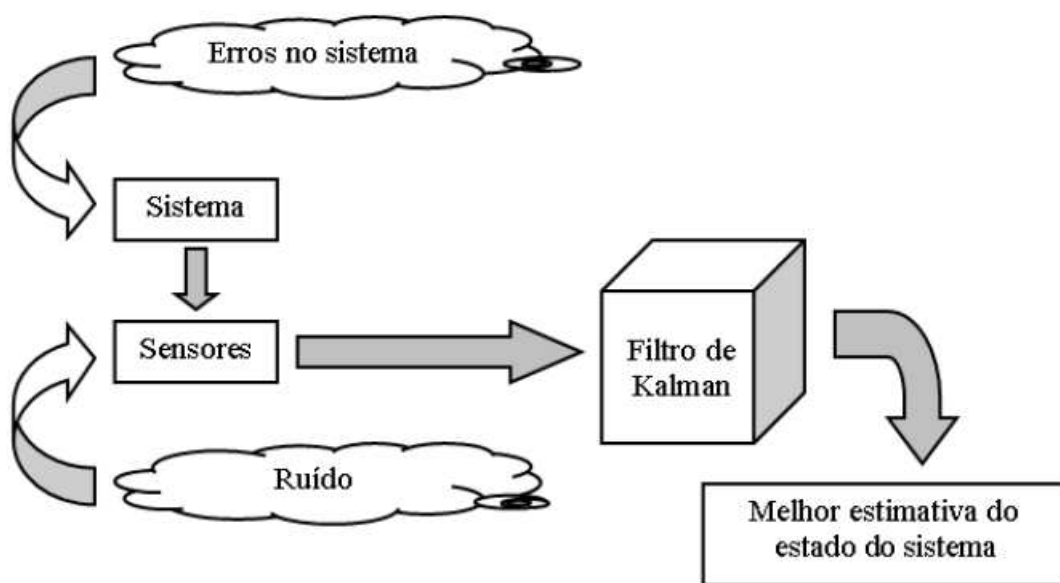 Erros no sistema
Sistema
Sensores
Filtro de
Kalman
Ruído
Melhor estimativa do
estado do sistema